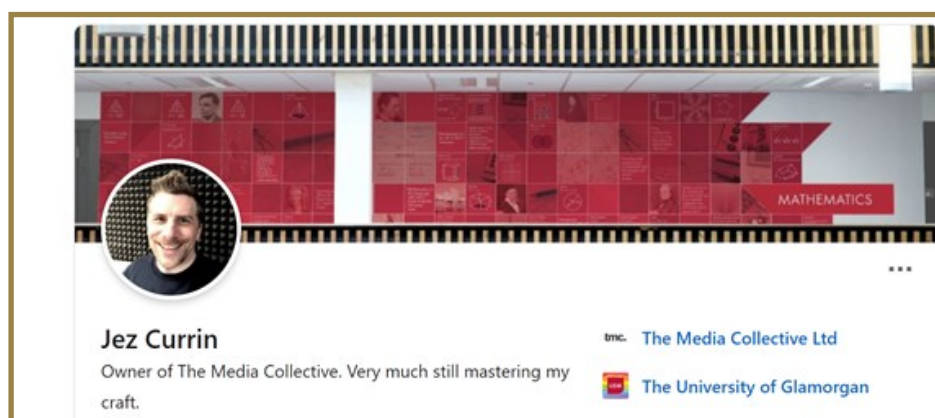 MATHEMATICS
Jez Currin
Owner of The Media Collective. Very much still mastering my
craft.
tmc. The Media Collective Ltd
The University of Glamorgan